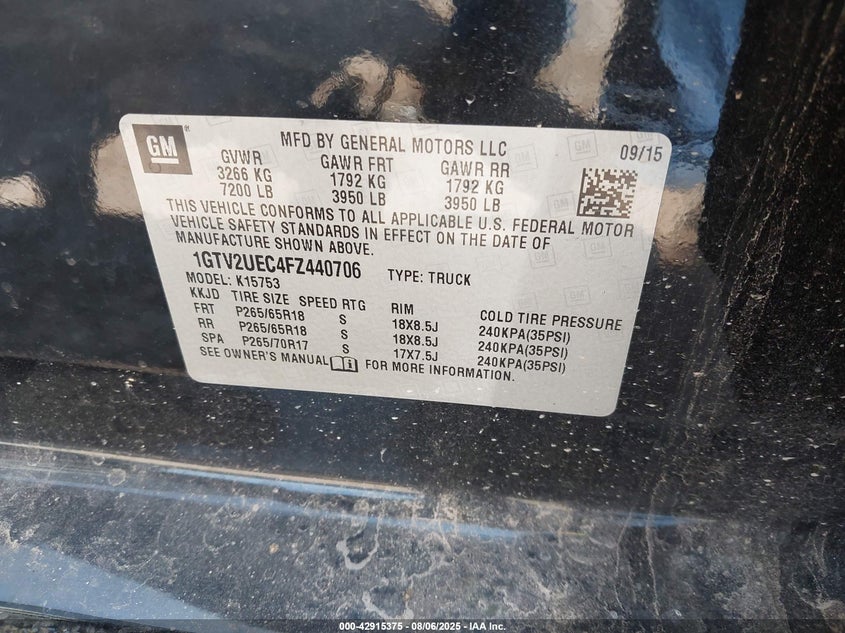 GM
MFD BY GENERAL MOTORS LLC
09/15
GVWR GAWR FRT GAWR RR
3266 KG 1792 KG 1792 KG
7200 LB 3950 LB 3950 LB
THIS VEHICLE CONFORMS TO ALL APPLICABLE U.S. FEDERAL MOTOR
VEHICLE SAFETY STANDARDS IN EFFECT ON THE DATE OF
MANUFACTURE SHOWN ABOVE.
1GTV2UEC4FZ440706 TYPE: TRUCK
MODEL: K15753
KKJD TIRE SIZE SPEED RTG RIM COLD TIRE PRESSURE
FRT P265/65R18 S 18X8.5J 240KPA(35PSI)
RR P265/65R18 S 18X8.5J 240KPA(35PSI)
SPA P265/70R17 S 17X7.5J 240KPA(35PSI)
SEE OWNER'S MANUAL FOR MORE INFORMATION.
000-42915375 - 08/06/2025 - IAA Inc.